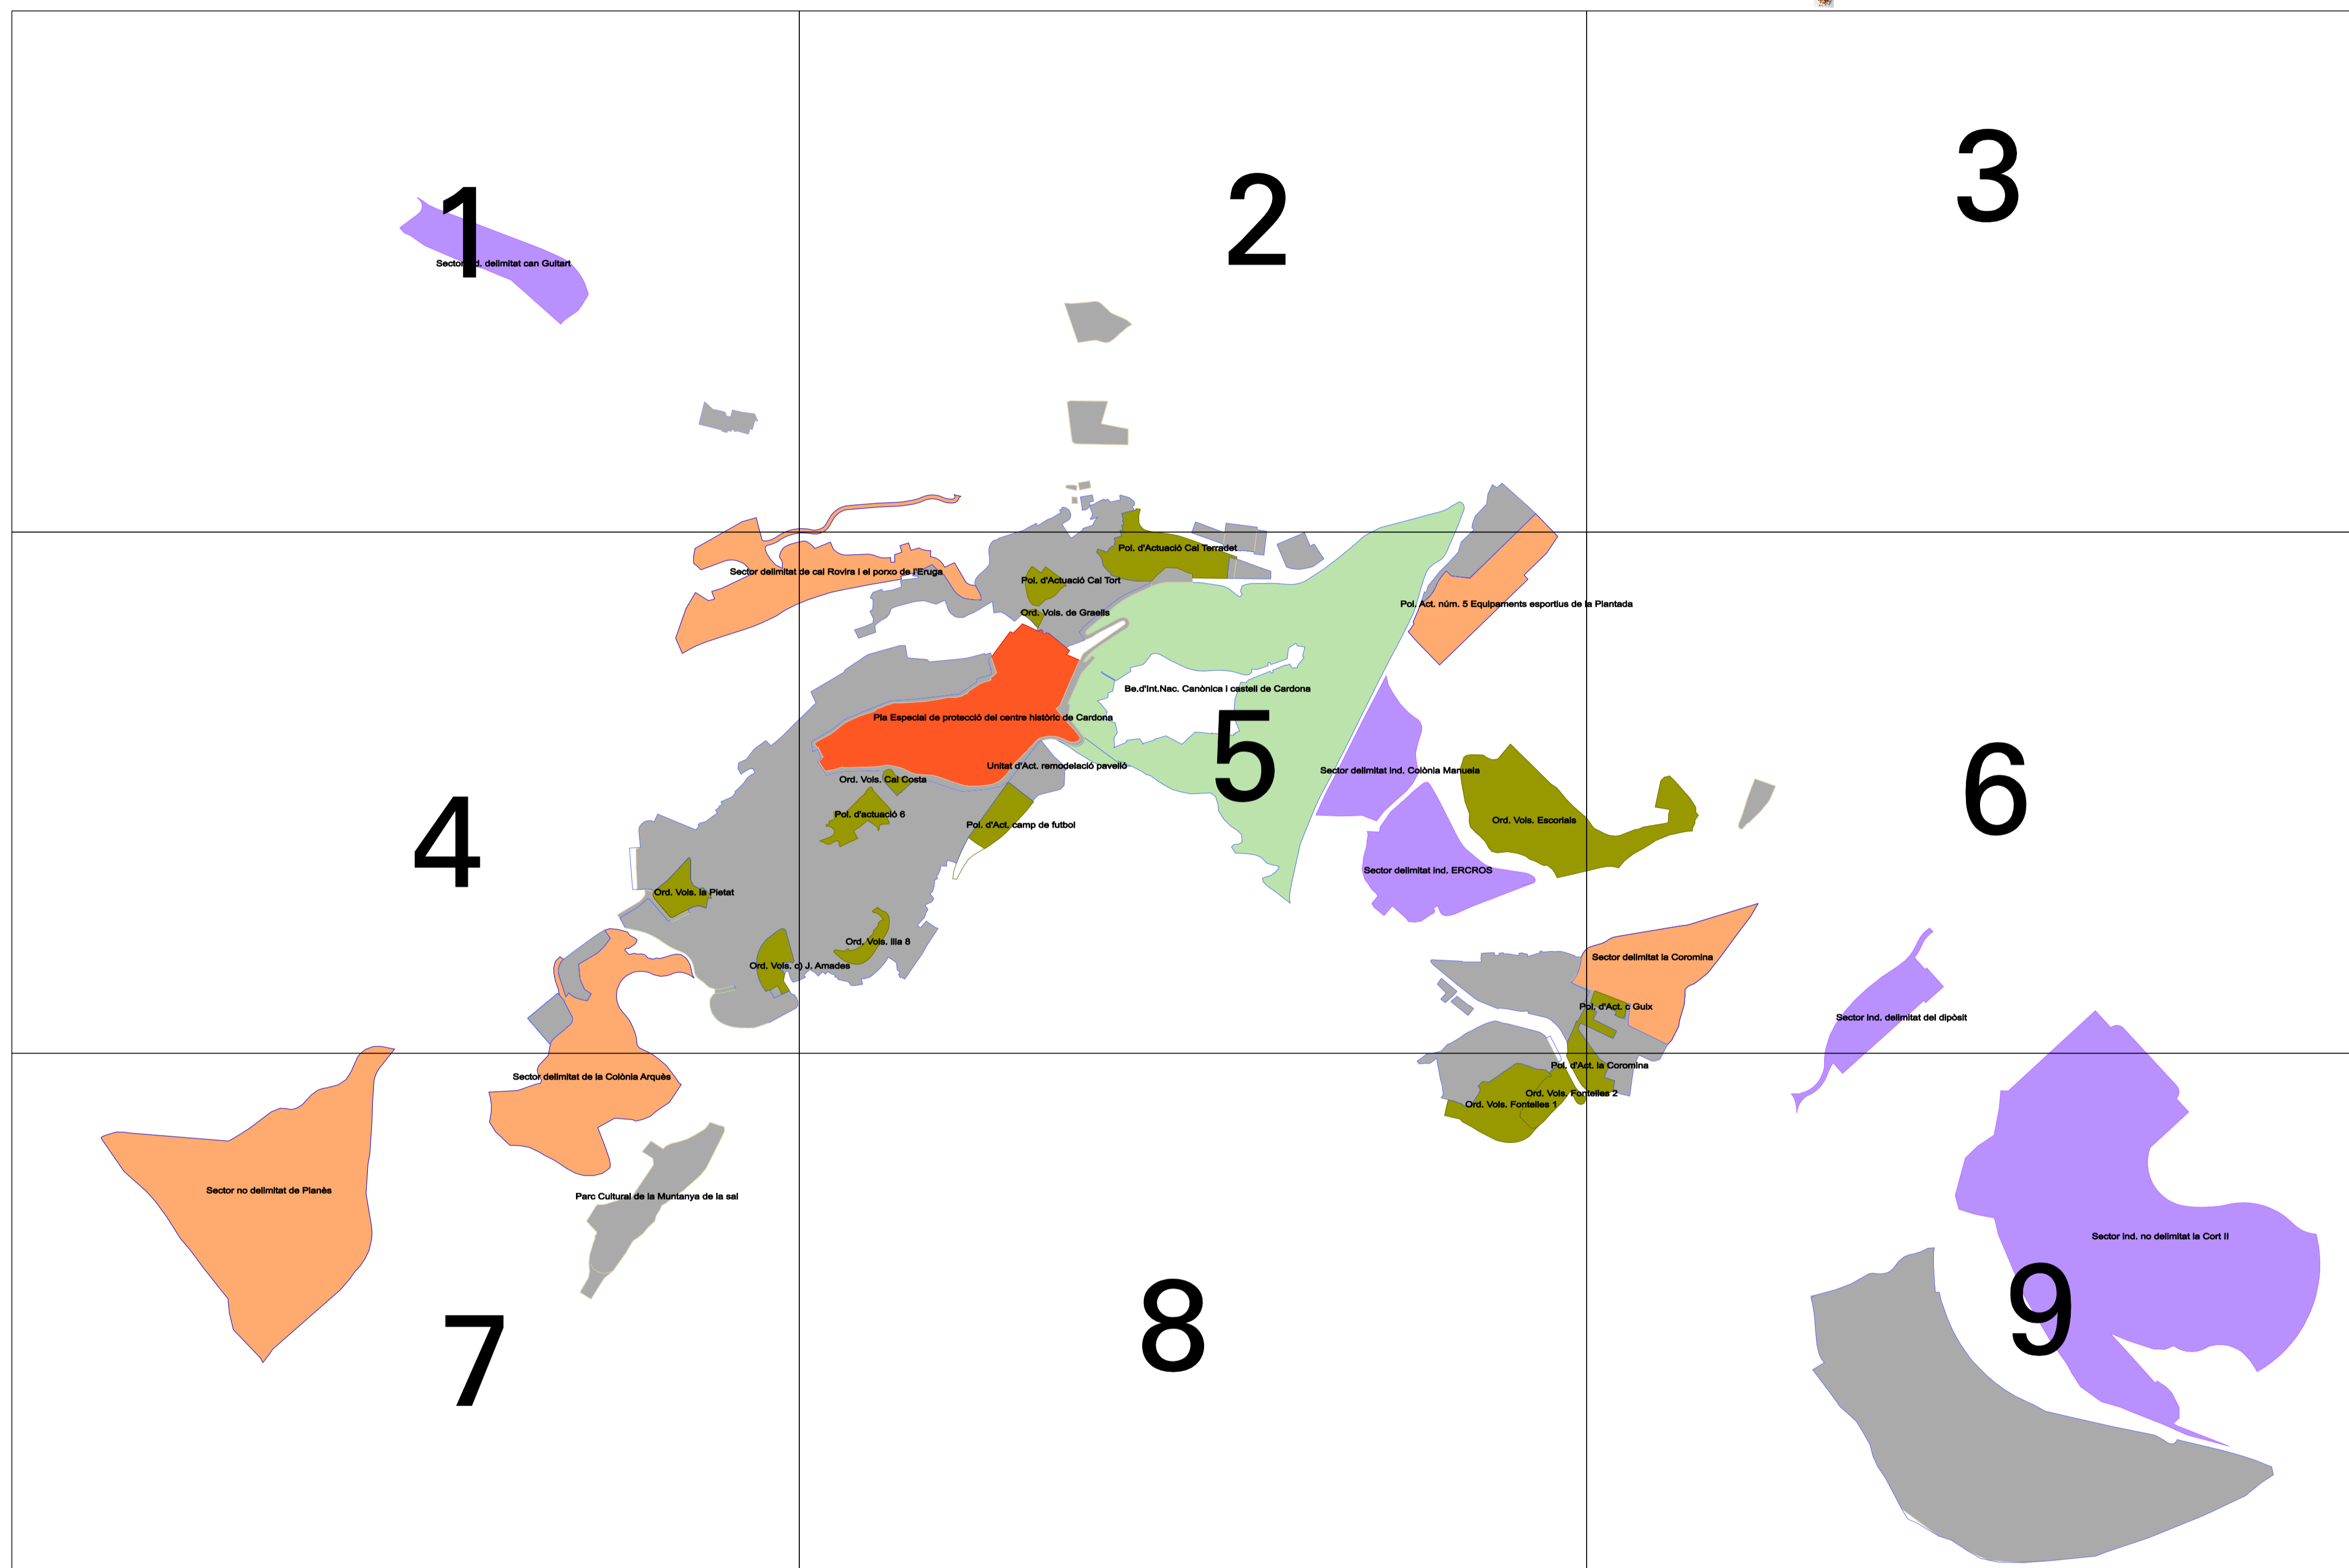 1
2
3
Sector ind. delimitat can Guitart
Pol. d'Actuació Cal Terradet
Sector delimitat de cal Rovira i el porxo de l'Eruga
Pol. d'Actuació Cal Tort
Pol. Act. núm. 5 Equipaments esportius de la Plantada
Ord. Vols. de Graells
Be.d'Int.Nac. Canònica i castell de Cardona
Pla Especial de protecció del centre històric de Cardona
5
Unitat d'Act. remodelació pavelló
Sector delimitat ind. Colònia Manuela
6
Ord. Vols. Cal Costa
Pol. d'actuació 6
Ord. Vols. Escorials
Pol. d'Act. camp de futbol
4
Sector delimitat ind. ERCROS
Ord. Vols. la Pietat
Ord. Vols. illa 8
Sector delimitat la Coromina
Ord. Vols. c) J. Amades
Pol. d'Act. c Guix
Sector ind. delimitat del dipòsit
Pol. d'Act. la Coromina
Sector delimitat de la Colònia Arquès
Ord. Vols. Fontelles 2
Ord. Vols. Fontelles 1
Sector no delimitat de Planès
Parc Cultural de la Muntanya de la sal
Sector ind. no delimitat la Cort II
7
8
9